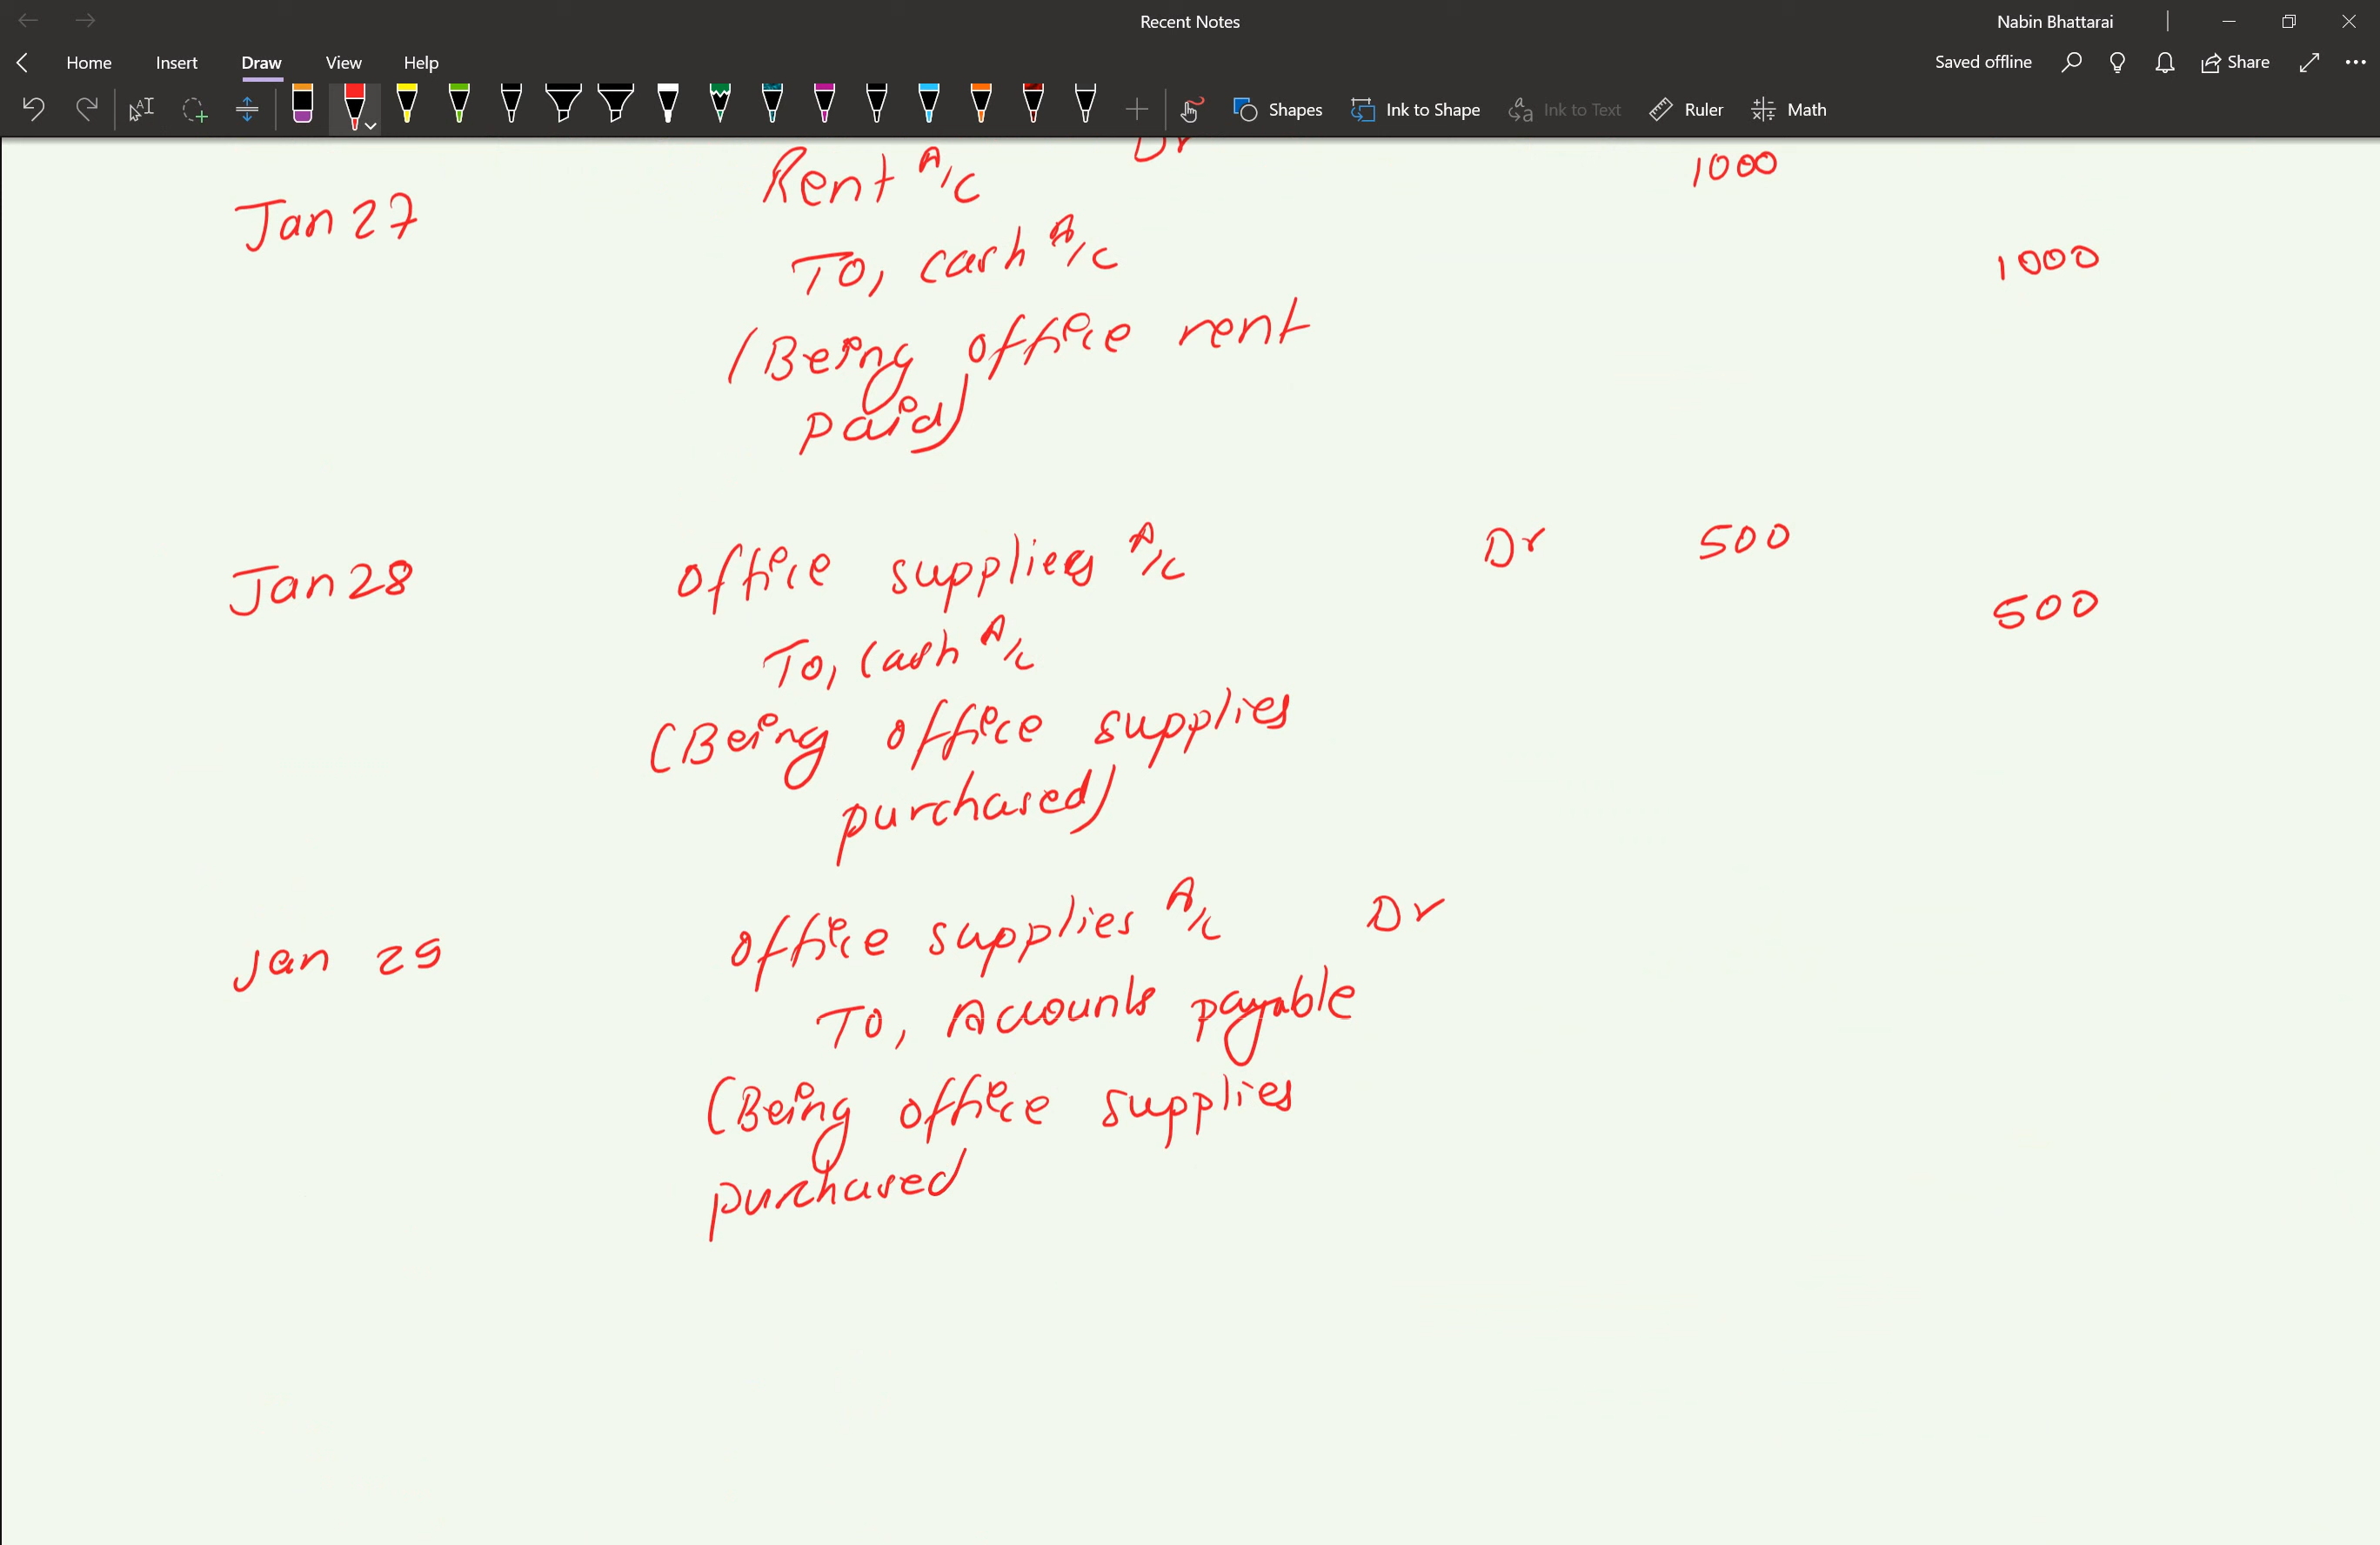 Recent Notes
Nabin Bhattarai
Home Insert Draw View Help
Saved offline
Share
Shapes Ink to Shape Ink to Text Ruler Math
Jan 27 Rent A/c Dr 1000
To, cash A/c 1000
(Being office rent
paid)
Jan 28 office supplies A/c Dr 500
To, cash A/c 500
(Being office supplies
purchased)
Jan 29 office supplies A/c Dr
To, Accounts payable
(Being office supplies
purchased